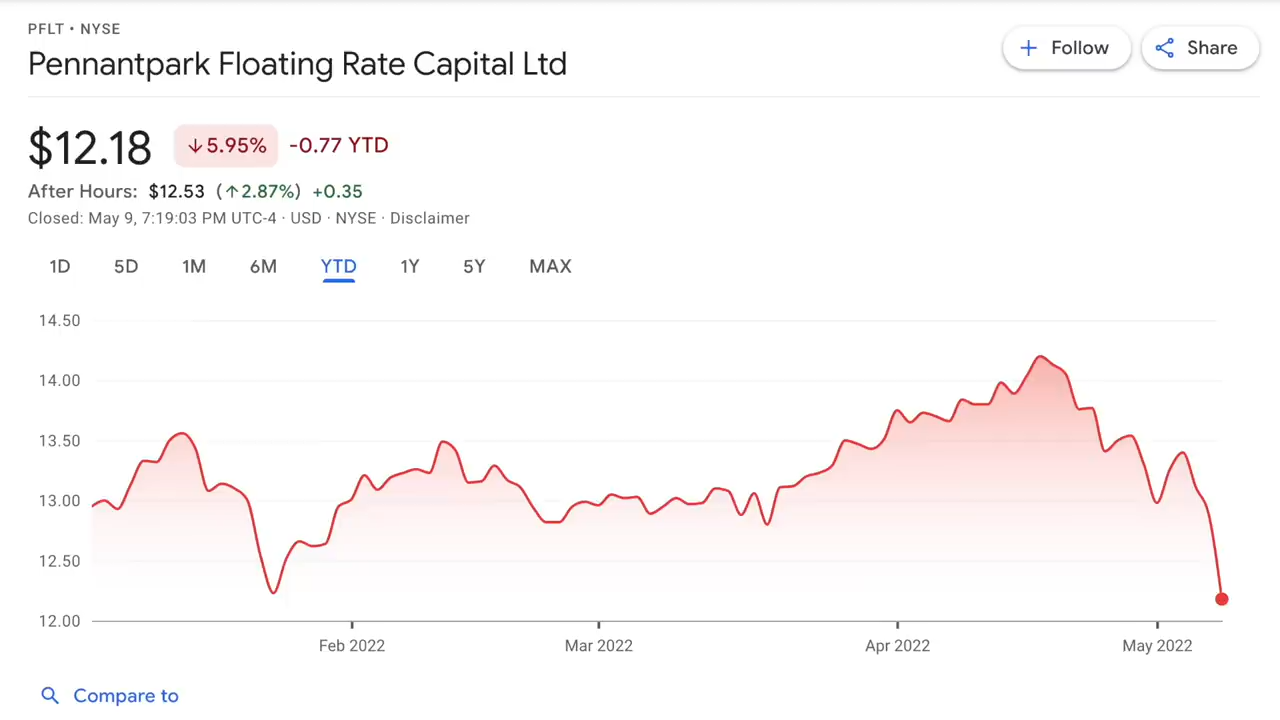 PFLT • NYSE
Pennantpark Floating Rate Capital Ltd
+ Follow
Share
$12.18 ↓5.95% -0.77 YTD
After Hours: $12.53 (↑2.87%) +0.35
Closed: May 9, 7:19:03 PM UTC-4 · USD · NYSE · Disclaimer
1D 5D 1M 6M YTD 1Y 5Y MAX
14.50
14.00
13.50
13.00
12.50
12.00
Feb 2022 Mar 2022 Apr 2022 May 2022
Compare to